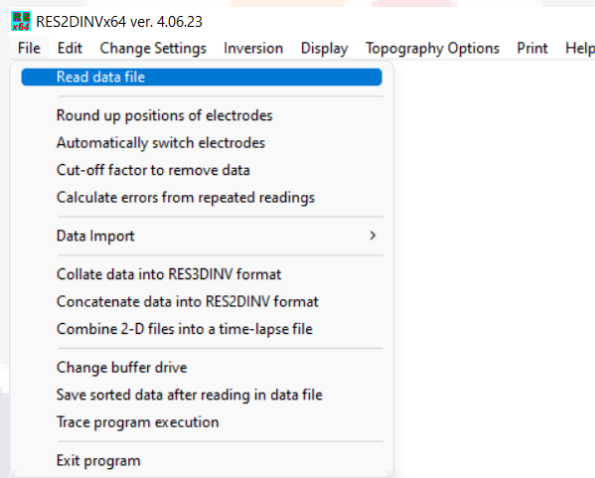 RES2DINVx64 ver. 4.06.23
File Edit Change Settings Inversion Display Topography Options Print Help
Read data file
Round up positions of electrodes
Automatically switch electrodes
Cut-off factor to remove data
Calculate errors from repeated readings
Data Import
Collate data into RES3DINV format
Concatenate data into RES2DINV format
Combine 2-D files into a time-lapse file
Change buffer drive
Save sorted data after reading in data file
Trace program execution
Exit program